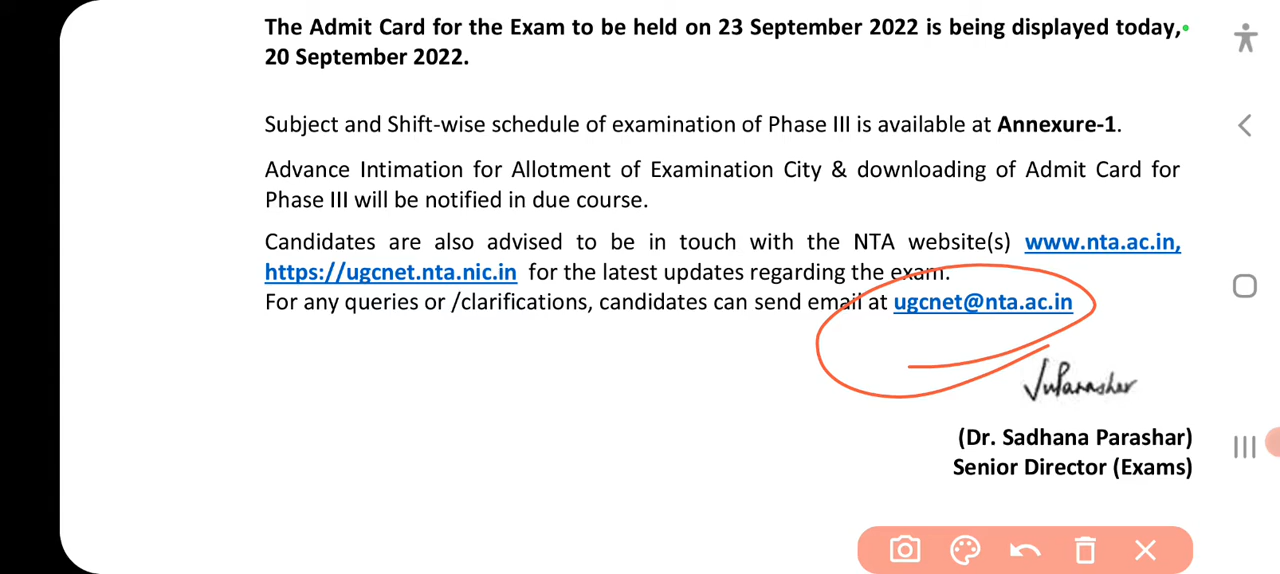 The Admit Card for the Exam to be held on 23 September 2022 is being displayed today,
20 September 2022.
Subject and Shift-wise schedule of examination of Phase III is available at Annexure-1.
Advance Intimation for Allotment of Examination City & downloading of Admit Card for
Phase III will be notified in due course.
Candidates are also advised to be in touch with the NTA website(s) www.nta.ac.in,
https://ugcnet.nta.nic.in for the latest updates regarding the exam.
For any queries or /clarifications, candidates can send email at ugcnet@nta.ac.in
(Dr. Sadhana Parashar)
Senior Director (Exams)